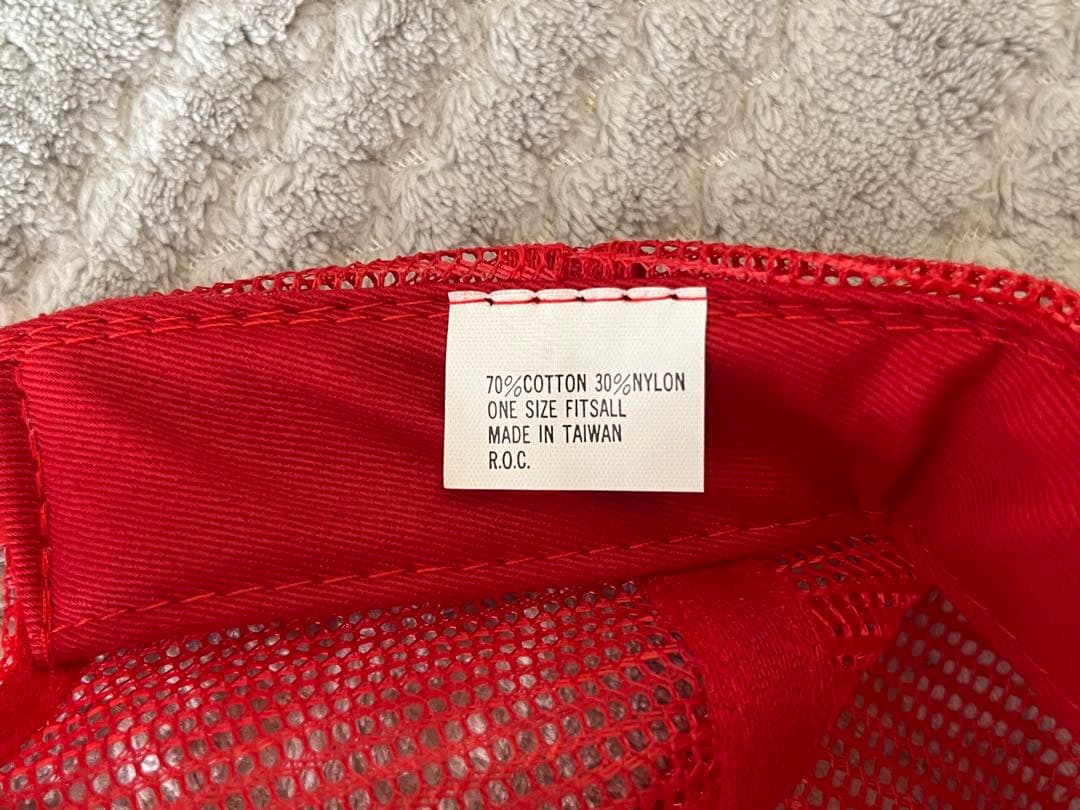 70%COTTON 30%NYLON
ONE SIZE FITSALL
MADE IN TAIWAN
R.O.C.